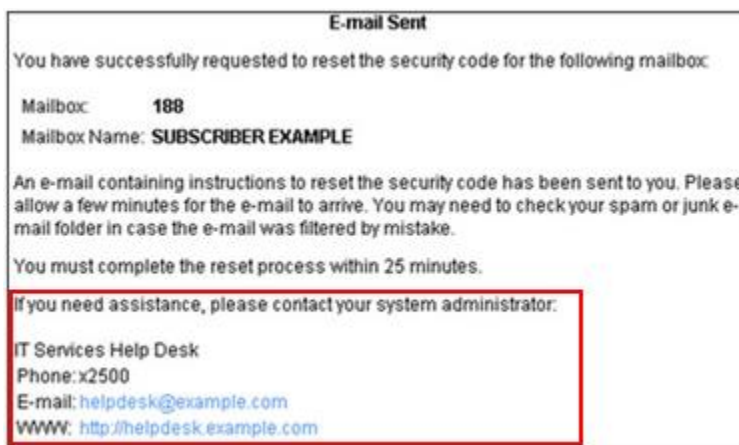 E-mail Sent
You have successfully requested to reset the security code for the following mailbox:
Mailbox: 188
Mailbox Name: SUBSCRIBER EXAMPLE
An e-mail containing instructions to reset the security code has been sent to you. Please
allow a few minutes for the e-mail to arrive. You may need to check your spam or junk e-
mail folder in case the e-mail was filtered by mistake.
You must complete the reset process within 25 minutes.
If you need assistance, please contact your system administrator:
IT Services Help Desk
Phone: x2500
E-mail: helpdesk@example.com
WWW: http://helpdesk.example.com